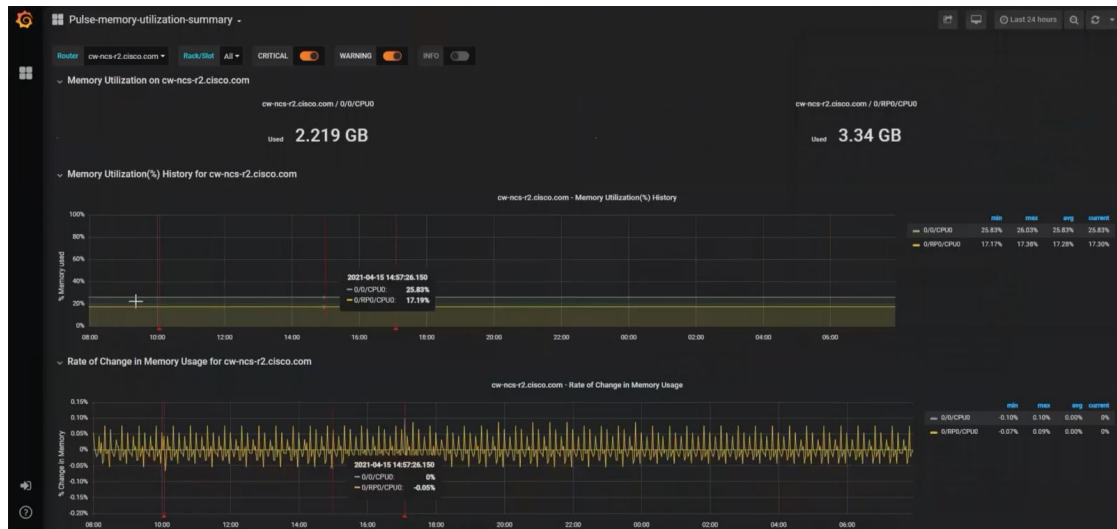 Pulse-memory-utilization-summary
Last 24 hours
Router cw-ncs-r2.cisco.com Rack/Slot All CRITICAL WARNING INFO
Memory Utilization on cw-ncs-r2.cisco.com
cw-ncs-r2.cisco.com / 0/0/CPU0
Used 2.219 GB
cw-ncs-r2.cisco.com / 0/RP0/CPU0
Used 3.34 GB
Memory Utilization(%) History for cw-ncs-r2.cisco.com
cw-ncs-r2.cisco.com - Memory Utilization(%) History
% Memory used
100%
80%
60%
40%
20%
0%
08:00 10:00 12:00 14:00 16:00 18:00 20:00 22:00 00:00 02:00 04:00 06:00
2021-04-15 14:57:26.150
0/0/CPU0: 25.83%
0/RP0/CPU0: 17.19%
min max avg current
0/0/CPU0 25.83% 26.03% 25.83% 25.83%
0/RP0/CPU0 17.17% 17.38% 17.28% 17.30%
Rate of Change in Memory Usage for cw-ncs-r2.cisco.com
cw-ncs-r2.cisco.com - Rate of Change in Memory Usage
% Change in Memory
0.15%
0.10%
0.05%
0%
-0.05%
-0.10%
-0.15%
-0.20%
08:00 10:00 12:00 14:00 16:00 18:00 20:00 22:00 00:00 02:00 04:00 06:00
2021-04-15 14:57:26.150
0/0/CPU0: 0%
0/RP0/CPU0: -0.05%
min max avg current
0/0/CPU0 -0.10% 0.10% 0.00% 0%
0/RP0/CPU0 -0.07% 0.09% 0.00% 0%